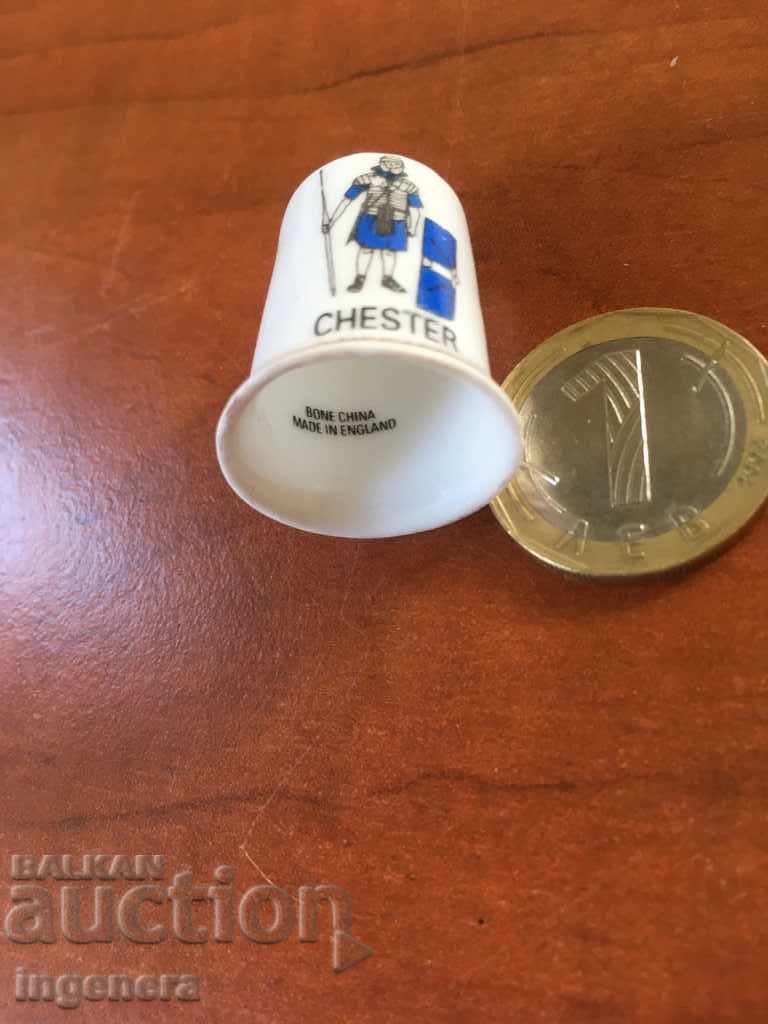 CHESTER
BONE CHINA
MADE IN ENGLAND
1
ЛЕВ
BALKAN
auction
ingenera